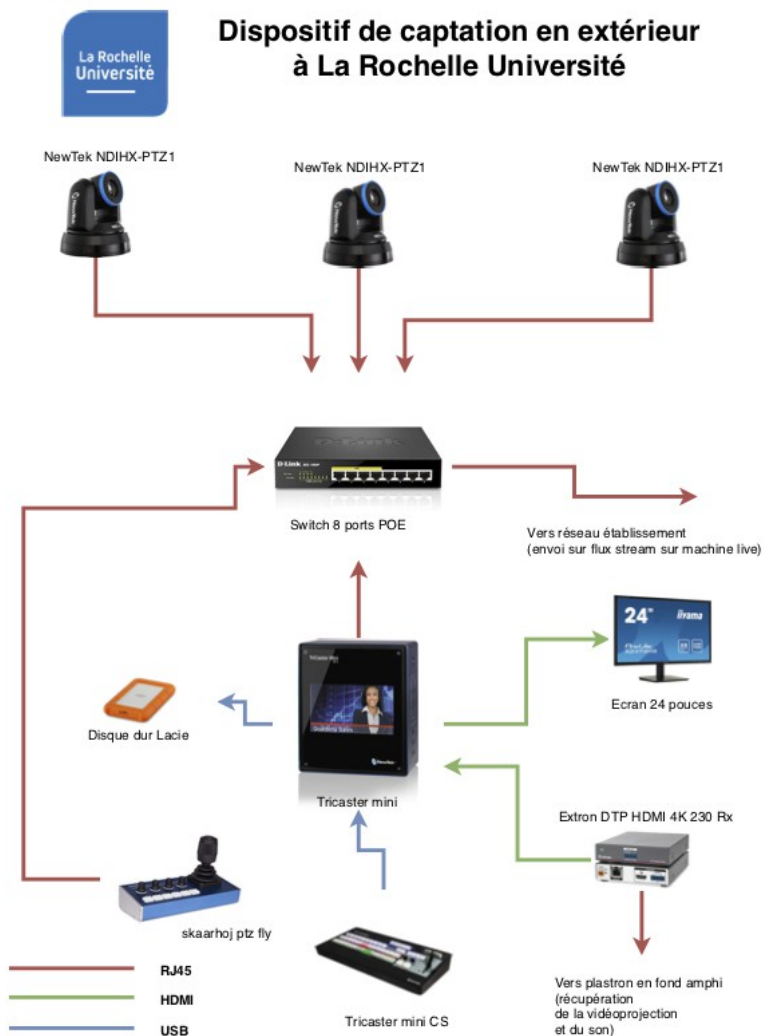 La Rochelle
Université
Dispositif de captation en extérieur
à La Rochelle Université
NewTek NDIHX-PTZ1
NewTek NDIHX-PTZ1
NewTek NDIHX-PTZ1
D-Link
Switch 8 ports POE
Vers réseau établissement
(envoi sur flux stream sur machine live)
24"
iiyama
Ecran 24 pouces
Disque dur Lacie
Tricaster Mini
NewTek
Tricaster mini
Extron DTP HDMI 4K 230 Rx
skaarhoj ptz fly
Tricaster mini CS
Vers plastron en fond amphi
(récupération
de la vidéoprojection
et du son)
RJ45
HDMI
USB